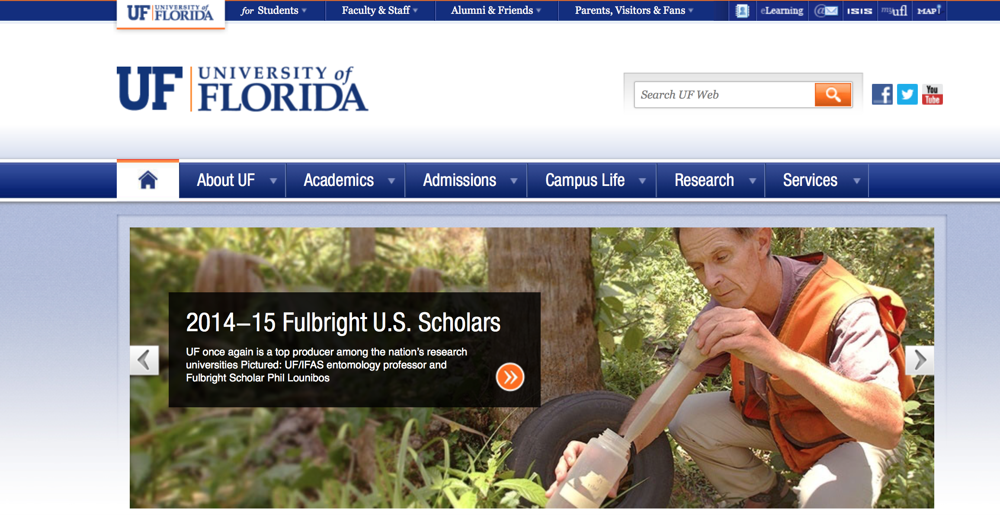 UF UNIVERSITY of FLORIDA
for Students
Faculty & Staff
Alumni & Friends
Parents, Visitors & Fans
eLearning
@
ISIS
myufl
MAP
UF
UNIVERSITY of
FLORIDA
Search UF Web
f
You
Tube
About UF
Academics
Admissions
Campus Life
Research
Services
2014–15 Fulbright U.S. Scholars
UF once again is a top producer among the nation’s research
universities Pictured: UF/IFAS entomology professor and
Fulbright Scholar Phil Lounibos